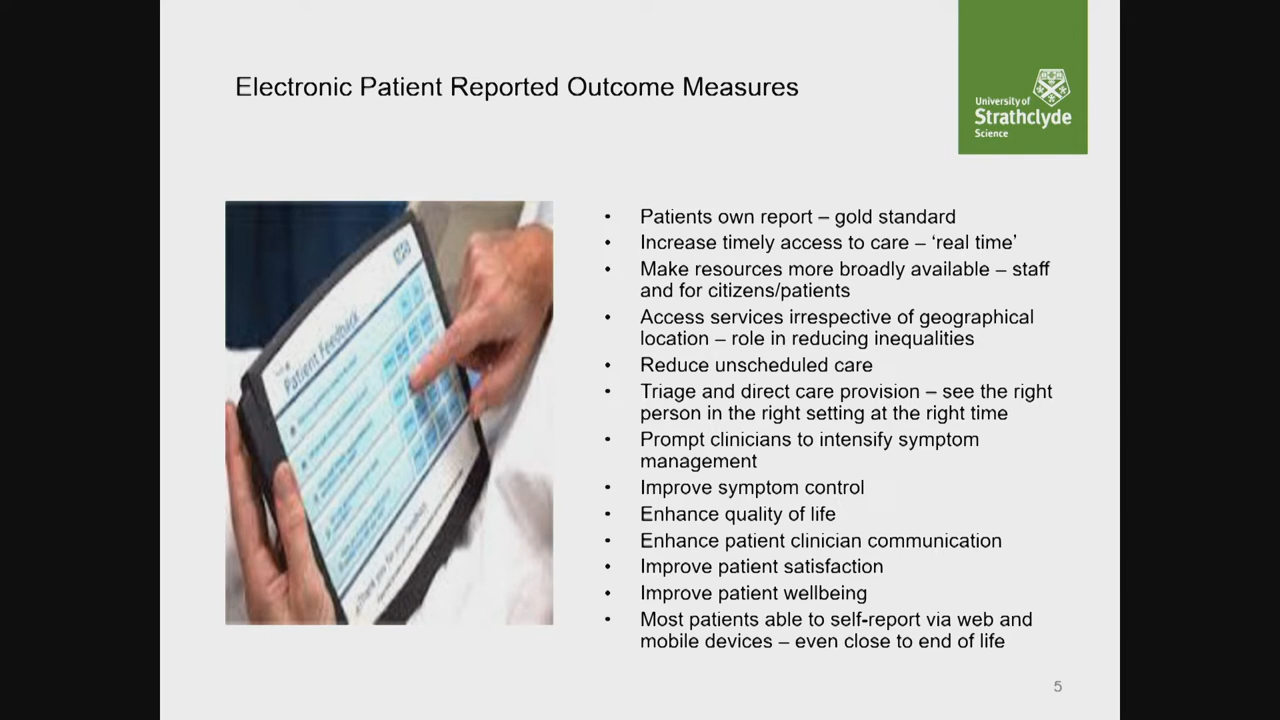 Electronic Patient Reported Outcome Measures
University of
Strathclyde
Science
Patient Feedback
• Patients own report – gold standard
• Increase timely access to care – ‘real time’
• Make resources more broadly available – staff
and for citizens/patients
• Access services irrespective of geographical
location – role in reducing inequalities
• Reduce unscheduled care
• Triage and direct care provision – see the right
person in the right setting at the right time
• Prompt clinicians to intensify symptom
management
• Improve symptom control
• Enhance quality of life
• Enhance patient clinician communication
• Improve patient satisfaction
• Improve patient wellbeing
• Most patients able to self-report via web and
mobile devices – even close to end of life
5